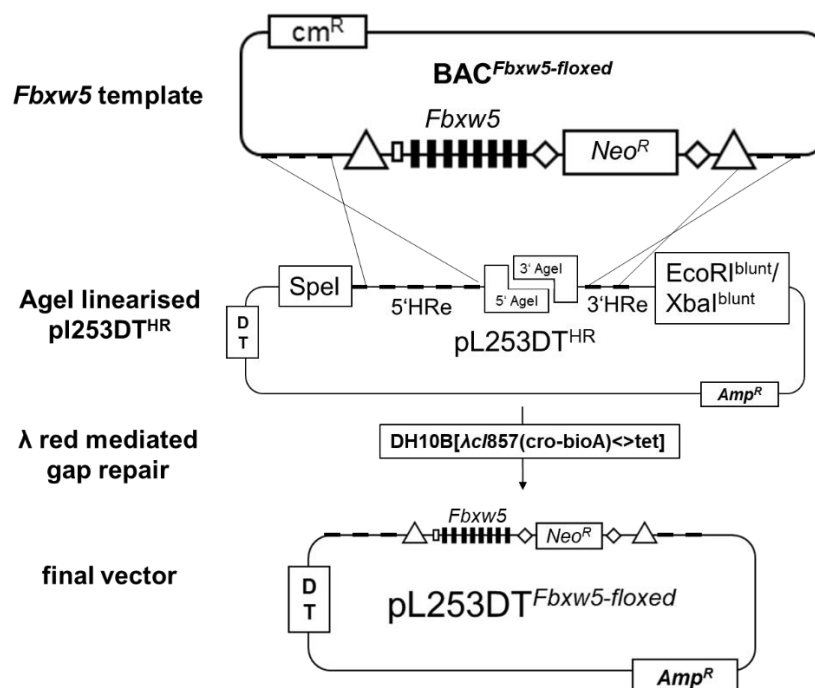 cmR
BACFbxw5-floxed
Fbxw5 template
Fbxw5
NeoR
AgeI linearised
pl253DTHR
SpeI
3' AgeI
5' AgeI
EcoRIblunt/
XbaIblunt
5'HRe
3'HRe
D
T
pL253DTHR
AmpR
λ red mediated
gap repair
DH10B[λcI857(cro-bioA)<>tet]
Fbxw5
NeoR
final vector
D
T
pL253DTFbxw5-floxed
AmpR